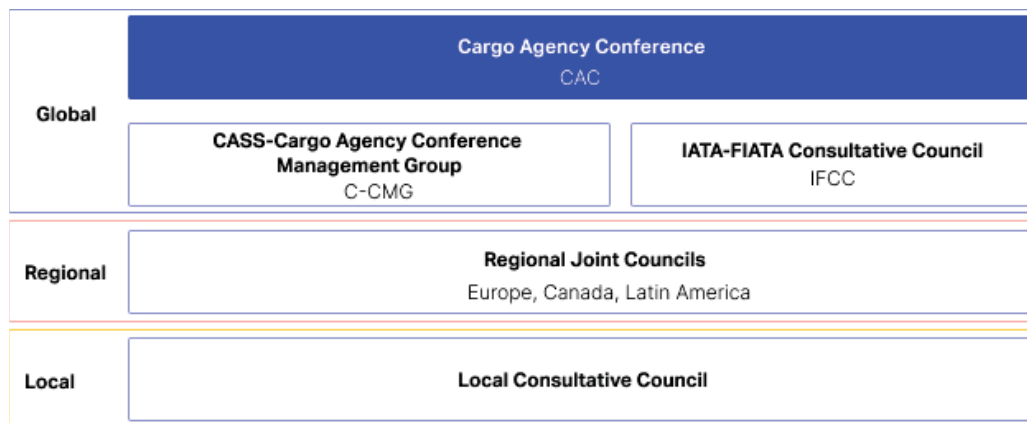 Cargo Agency Conference
CAC
Global
CASS-Cargo Agency Conference
Management Group
C-CMG
IATA-FIATA Consultative Council
IFCC
Regional
Regional Joint Councils
Europe, Canada, Latin America
Local
Local Consultative Council